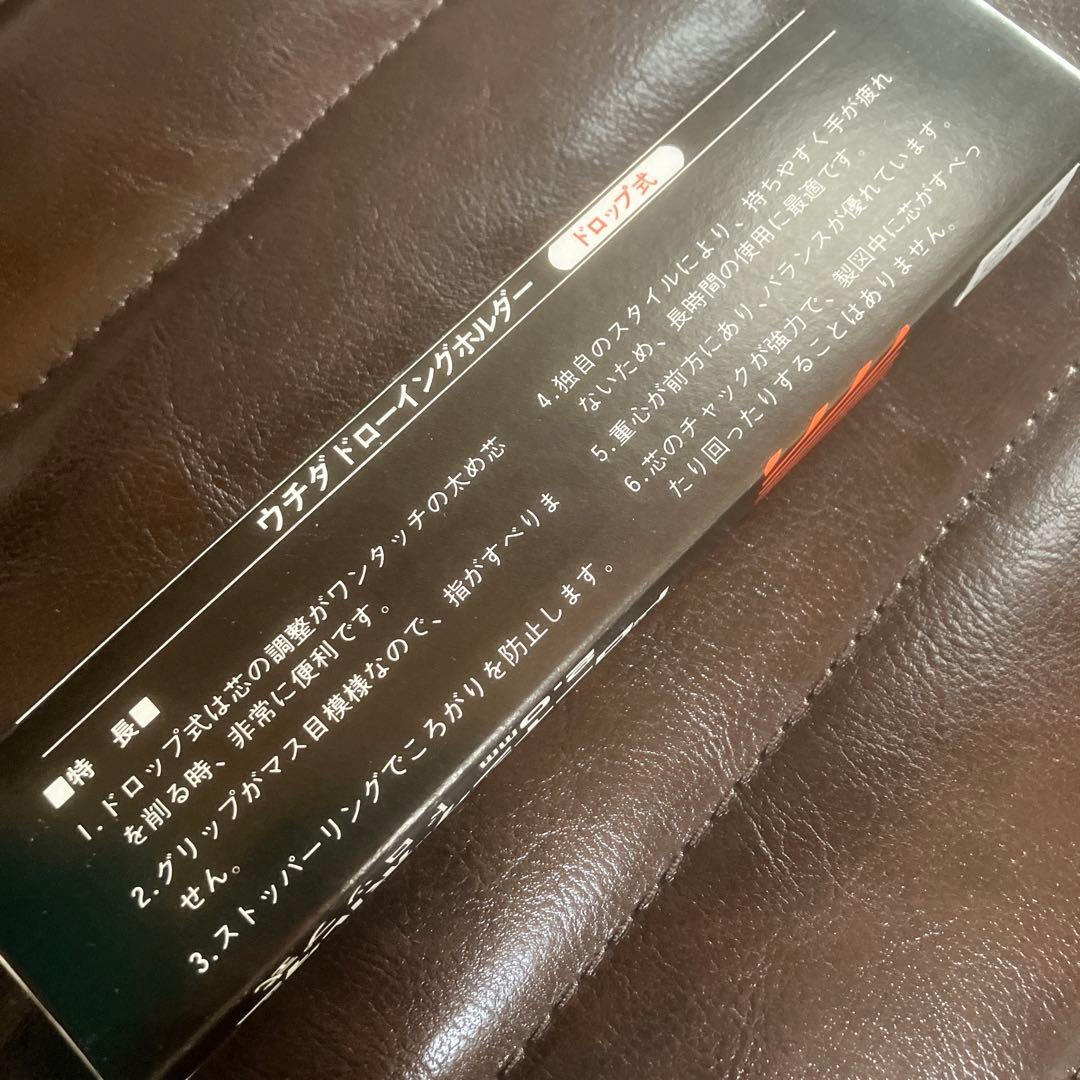 ウチダドローイングホルダー
ドロップ式
■特 長■
1.ドロップ式は芯の調整がワンタッチの太め芯
を削る時、非常に便利です。
2.グリップがマス目模様なので、指がすべりま
せん。
3.ストッパーリングでころがりを防止します。
4.独自のスタイルにより、持ちやすく手が疲れ
ないため、長時間の使用に最適です。
5.重心が前方にあり、バランスが優れています。
6.芯のチャックが強力で、製図中に芯がすべっ
たり回ったりすることはありません。